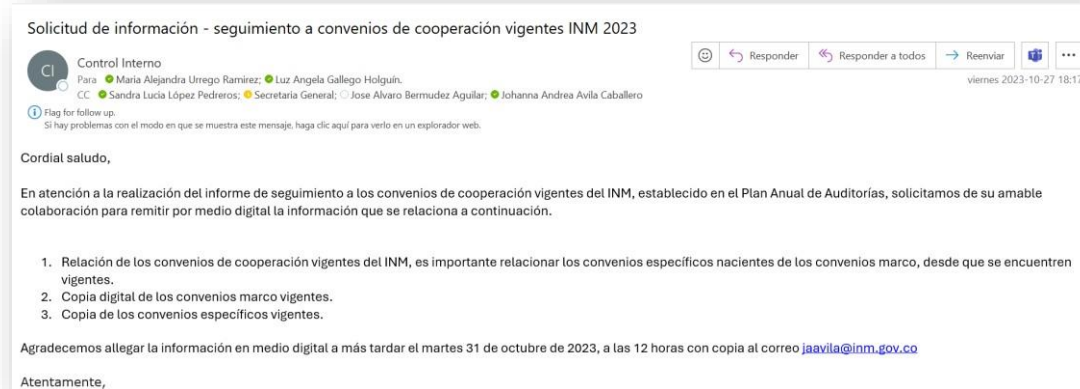 Solicitud de información - seguimiento a convenios de cooperación vigentes INM 2023
CI
Control Interno
Para Maria Alejandra Urrego Ramirez; Luz Angela Gallego Holguín.
CC Sandra Lucia López Pedreros; Secretaria General; Jose Alvaro Bermudez Aguilar; Johanna Andrea Avila Caballero
Responder Responder a todos Reenviar ...
viernes 2023-10-27 18:17
Flag for follow up.
Si hay problemas con el modo en que se muestra este mensaje, haga clic aquí para verlo en un explorador web.
Cordial saludo,
En atención a la realización del informe de seguimiento a los convenios de cooperación vigentes del INM, establecido en el Plan Anual de Auditorías, solicitamos de su amable
colaboración para remitir por medio digital la información que se relaciona a continuación.
1. Relación de los convenios de cooperación vigentes del INM, es importante relacionar los convenios específicos nacientes de los convenios marco, desde que se encuentren
vigentes.
2. Copia digital de los convenios marco vigentes.
3. Copia de los convenios específicos vigentes.
Agradecemos allegar la información en medio digital a más tardar el martes 31 de octubre de 2023, a las 12 horas con copia al correo jaavila@inm.gov.co
Atentamente,